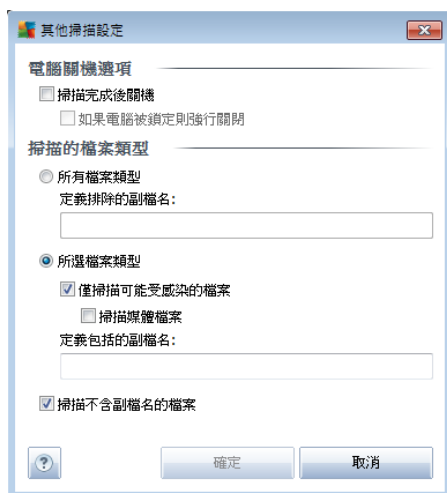 其他掃描設定
電腦關機選項
掃描完成後關機
如果電腦被鎖定則強行關閉
掃描的檔案類型
所有檔案類型
定義排除的副檔名:
所選檔案類型
僅掃描可能受感染的檔案
掃描媒體檔案
定義包括的副檔名:
掃描不含副檔名的檔案
? 確定 取消